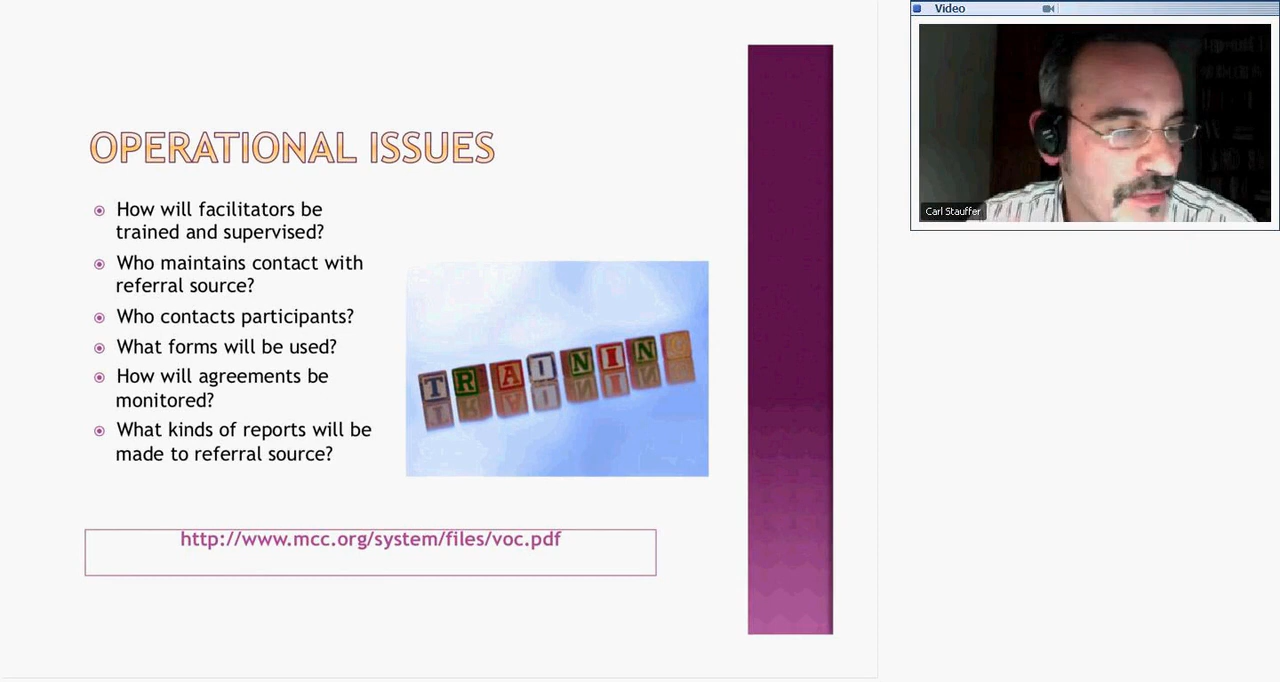 Video
Carl Stauffer
OPERATIONAL ISSUES
How will facilitators be
trained and supervised?
Who maintains contact with
referral source?
Who contacts participants?
What forms will be used?
How will agreements be
monitored?
What kinds of reports will be
made to referral source?
TRAINING
http://www.mcc.org/system/files/voc.pdf